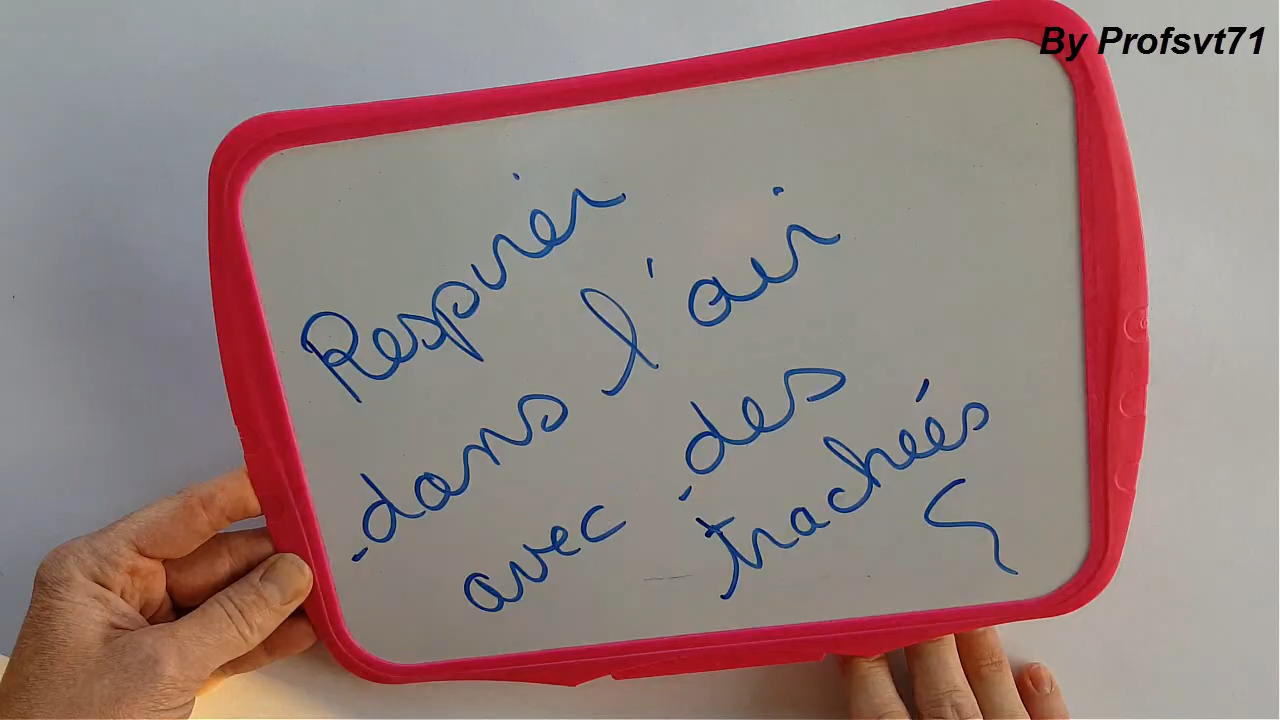 By Profsvt71
Respirer
dans l'air
avec des
trachées